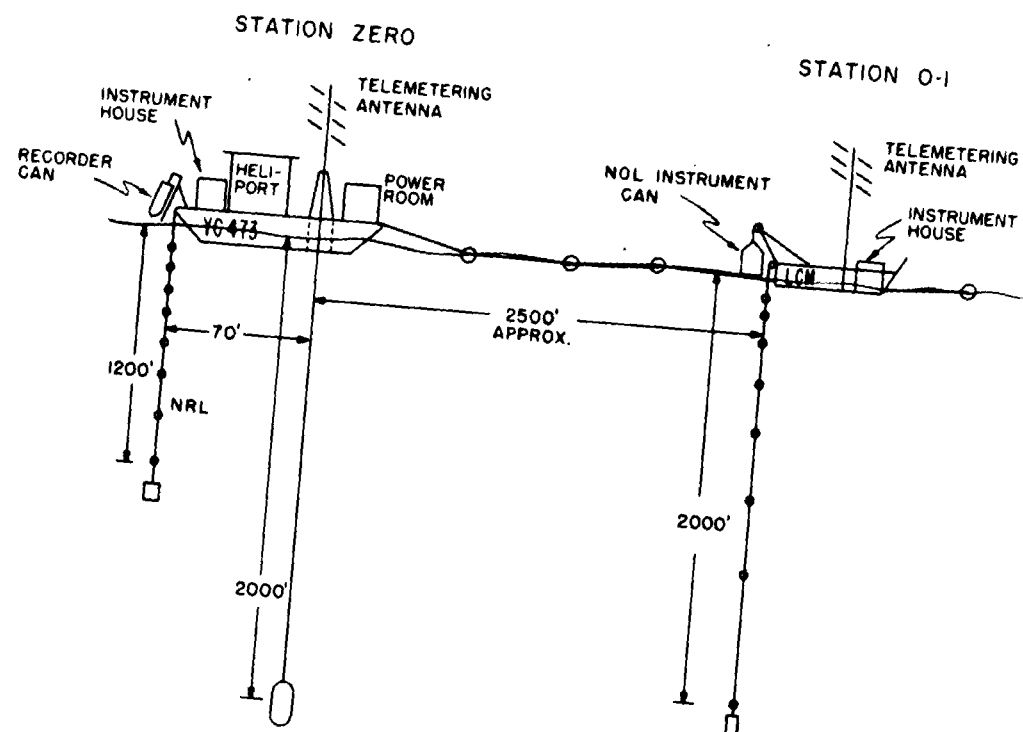 STATION ZERO
STATION 0-1
TELEMETERING
ANTENNA
INSTRUMENT
HOUSE
RECORDER
CAN
HELI-
PORT
POWER
ROOM
YC 473
TELEMETERING
ANTENNA
NOL INSTRUMENT
CAN
INSTRUMENT
HOUSE
LCM
70'
2500'
APPROX.
1200'
NRL
2000'
2000'